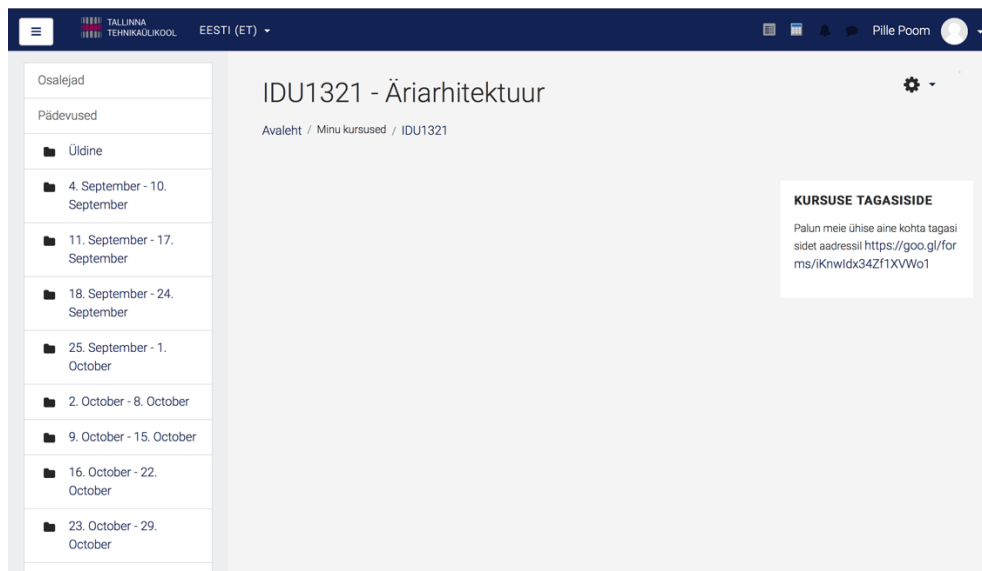 TALLINNA
TEHNIKAÜLIKOOL
EESTI (ET)
Pille Poom
Osalejad
Pädevused
Üldine
4. September - 10.
September
11. September - 17.
September
18. September - 24.
September
25. September - 1.
October
2. October - 8. October
9. October - 15. October
16. October - 22.
October
23. October - 29.
October
IDU1321 - Äriarhitektuur
Avaleht / Minu kursused / IDU1321
KURSUSE TAGASISIDE
Palun meie ühise aine kohta tagasi
sidet aadressil https://goo.gl/for
ms/iKnwIdx34Zf1XVWo1